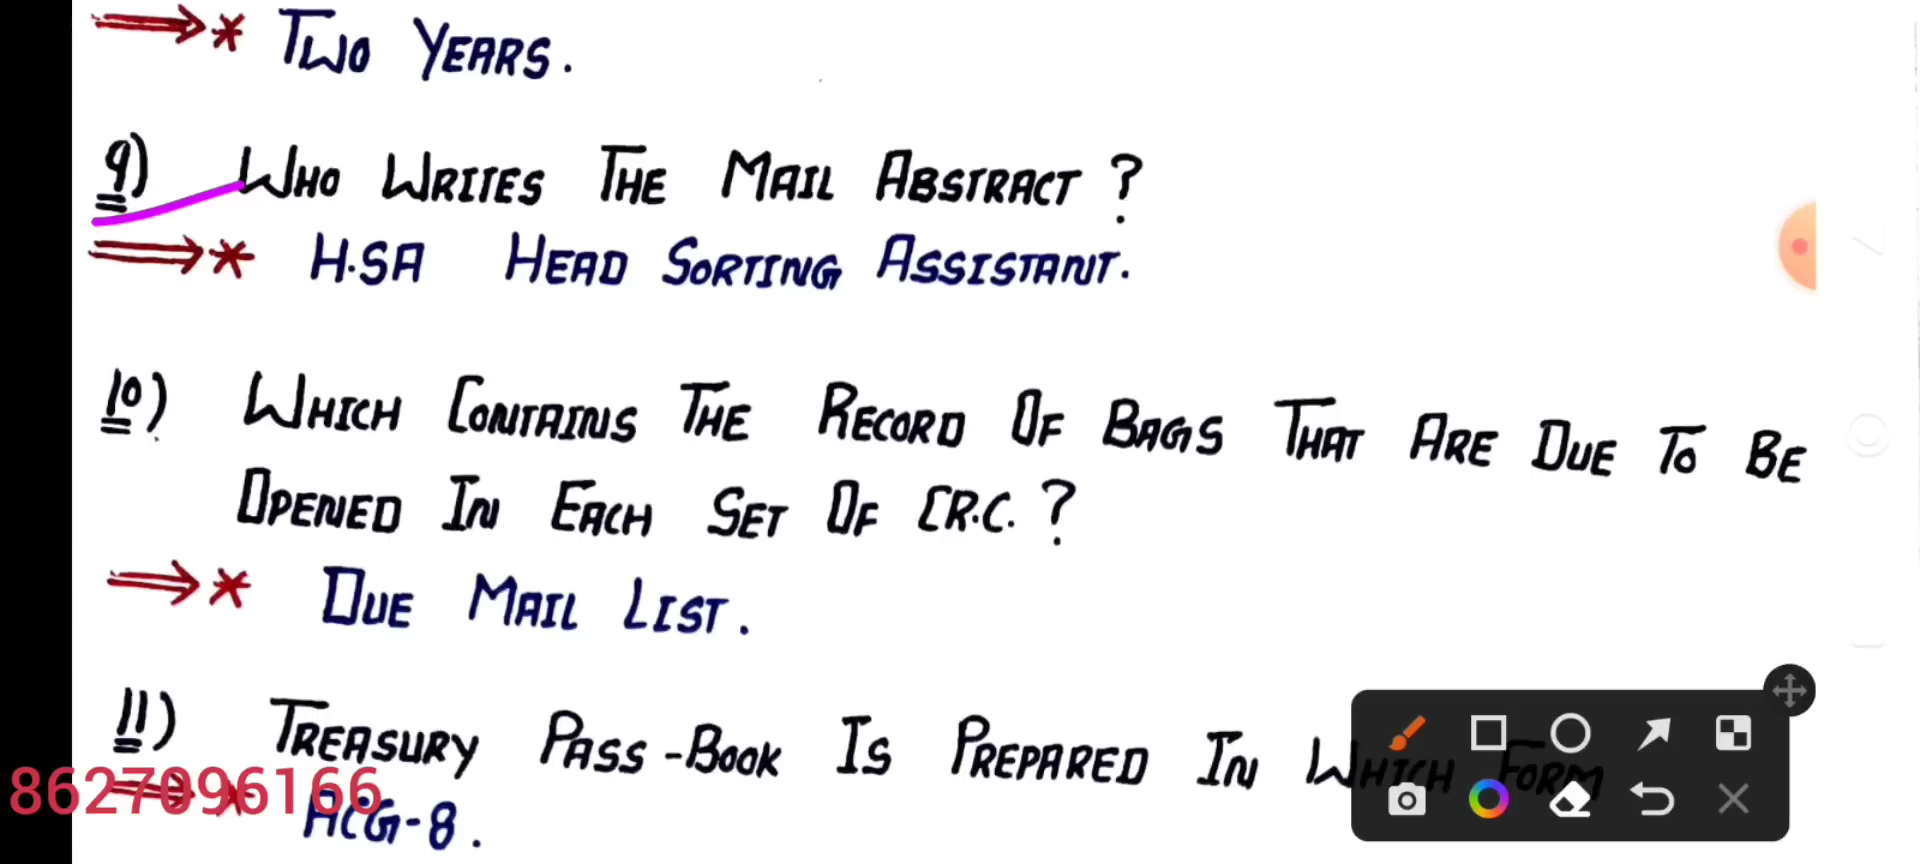 ⇒* TWO YEARS.
9) WHO WRITES THE MAIL ABSTRACT ?
⇒* H.SA HEAD SORTING ASSISTANT.
10) WHICH CONTAINS THE RECORD OF BAGS THAT ARE DUE TO BE
OPENED IN EACH SET OF CR.C. ?
⇒* DUE MAIL LIST.
11) TREASURY PASS-BOOK IS PREPARED IN WHICH FORM
8627096166
⇒* ACG-8.